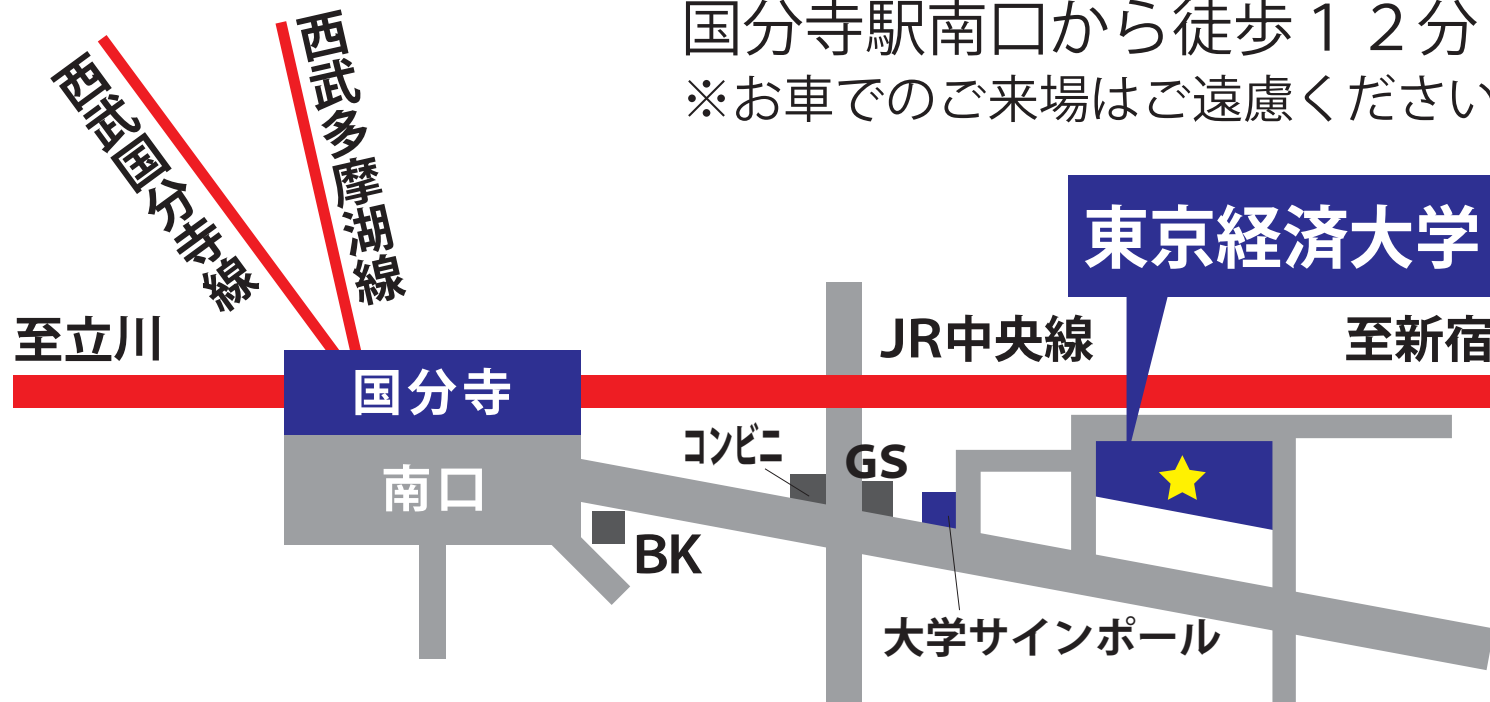 国分寺駅南口から徒歩１２分
※お車でのご来場はご遠慮ください
西武国分寺線
西武多摩湖線
東京経済大学
至立川
JR中央線
至新宿
国分寺
南口
コンビニ
GS
BK
大学サインポール